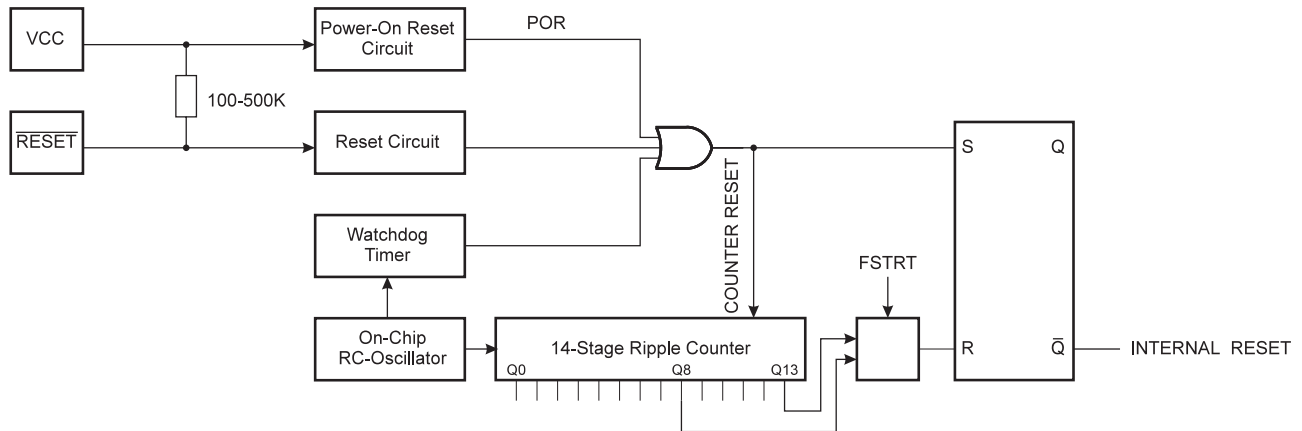 VCC
Power-On Reset
Circuit
POR
100-500K
RESET
Reset Circuit
S
Q
Watchdog
Timer
COUNTER RESET
FSTRT
On-Chip
RC-Oscillator
14-Stage Ripple Counter
Q0
Q8
Q13
R
Q̅
INTERNAL RESET